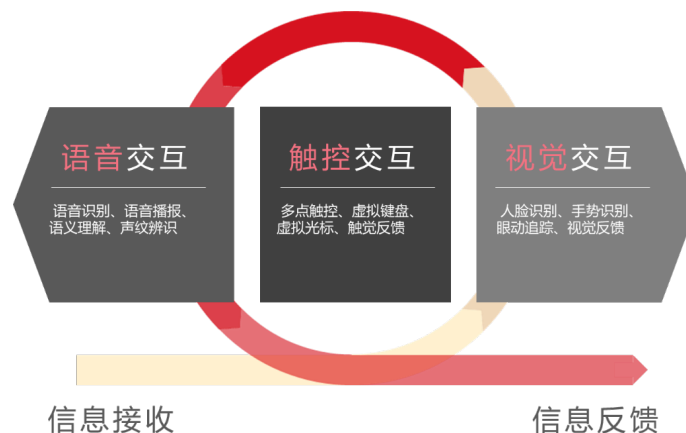 语音交互
语音识别、语音播报、
语义理解、声纹辨识
触控交互
多点触控、虚拟键盘、
虚拟光标、触觉反馈
视觉交互
人脸识别、手势识别、
眼动追踪、视觉反馈
信息接收
信息反馈